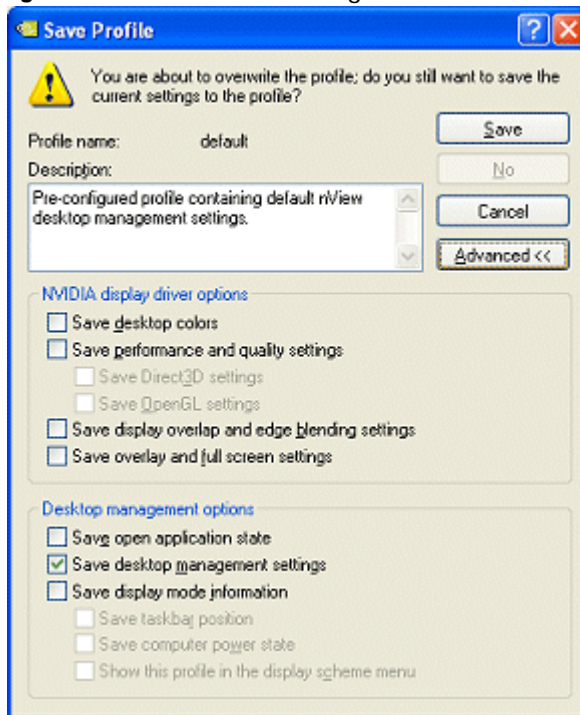 Save Profile
You are about to overwrite the profile; do you still want to save the
current settings to the profile?
Profile name: default
Save
Description:
No
Pre-configured profile containing default nView
desktop management settings.
Cancel
Advanced <<
NVIDIA display driver options
Save desktop colors
Save performance and quality settings
Save Direct3D settings
Save OpenGL settings
Save display overlap and edge blending settings
Save overlay and full screen settings
Desktop management options
Save open application state
Save desktop management settings
Save display mode information
Save taskbar position
Save computer power state
Show this profile in the display scheme menu